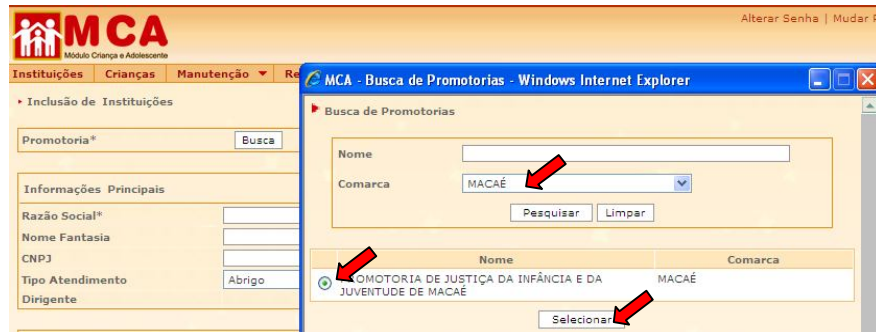 Alterar Senha | Mudar
MCA
Módulo Criança e Adolescente
Instituições Crianças Manutenção Re
MCA - Busca de Promotorias - Windows Internet Explorer
Inclusão de Instituições
Busca de Promotorias
Promotoria* Busca
Nome
Comarca MACAÉ
Informações Principais
Pesquisar Limpar
Razão Social*
Nome Fantasia
CNPJ
Nome Comarca
Tipo Atendimento Abrigo
OMOTORIA DE JUSTIÇA DA INFÂNCIA E DA MACAÉ
JUVENTUDE DE MACAÉ
Dirigente
Selecionar